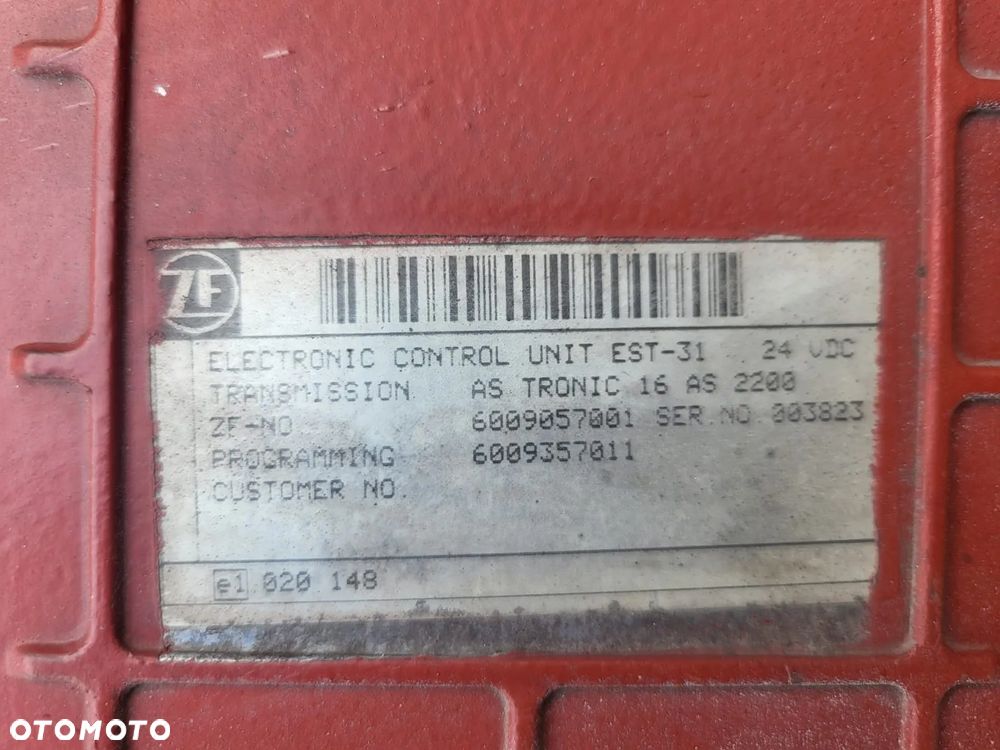 ZF
ELECTRONIC CONTROL UNIT EST-31 24 VDC
TRANSMISSION AS TRONIC 16 AS 2200
ZF-NO 6009057001 SER.NO.003823
PROGRAMMING 6009357011
CUSTOMER NO.
e1 020 148
OTOMOTO